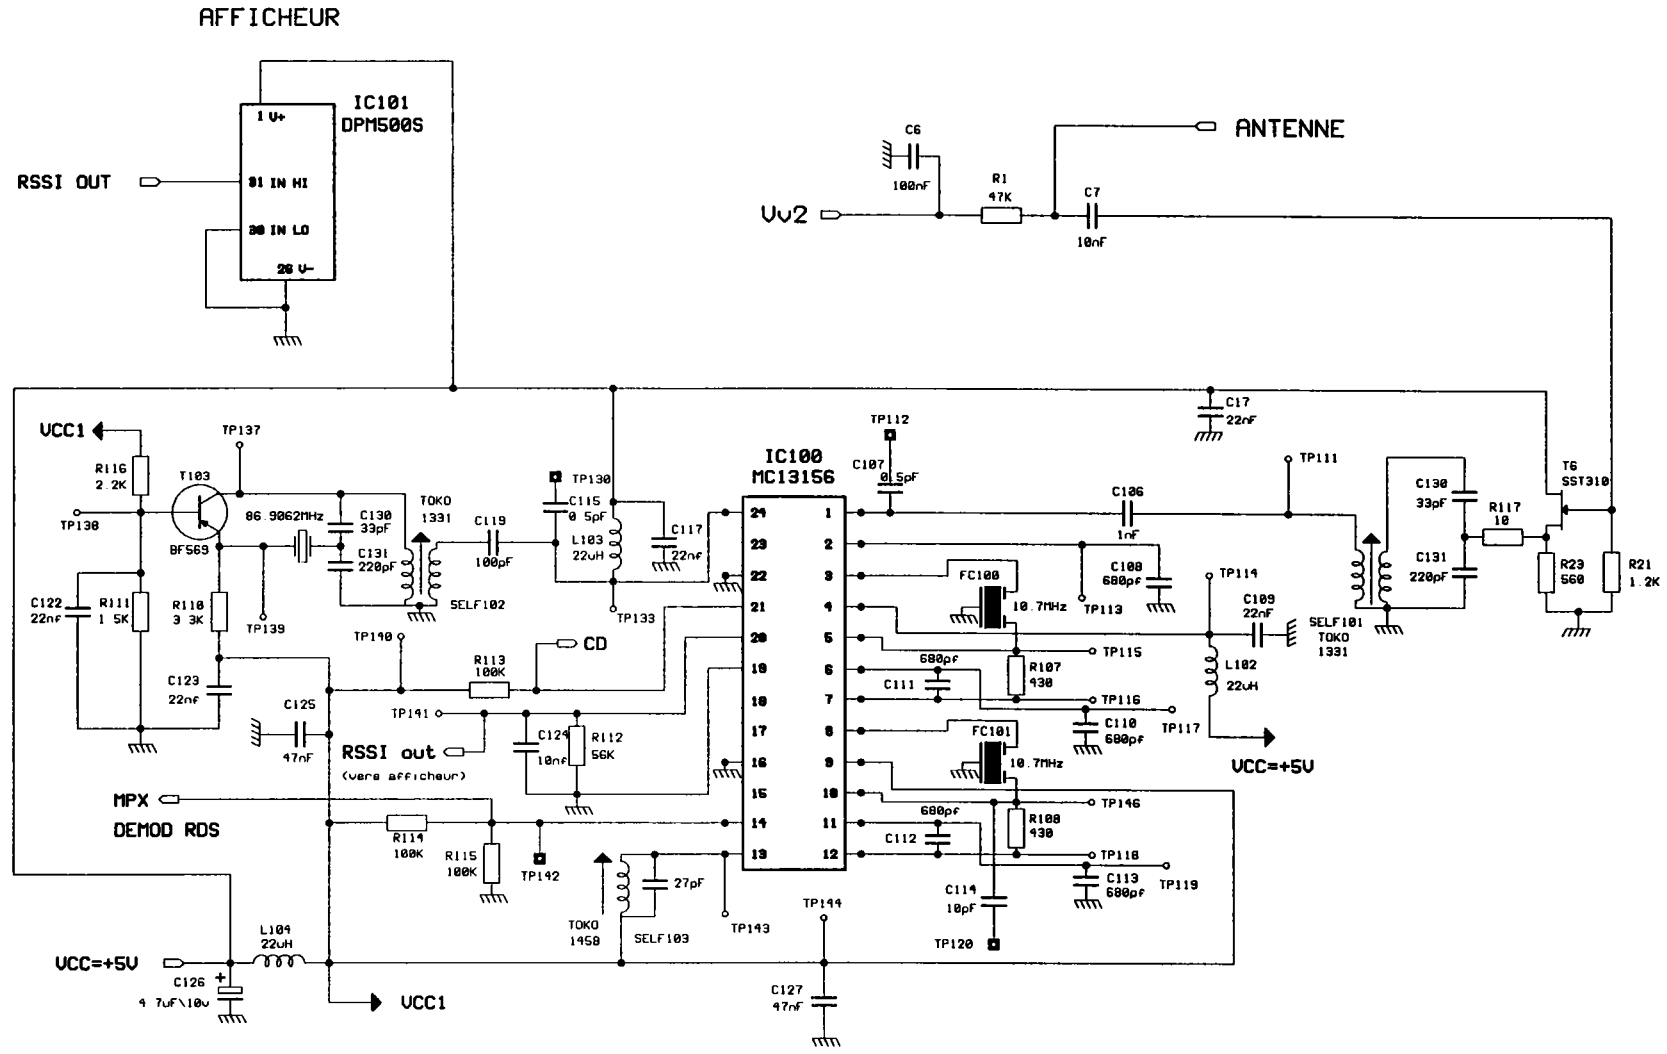 AFFICHEUR
IC101
DPM500S
1 V+
31 IN HI
30 IN LO
26 V-
RSSI OUT
ANTENNE
C6
100nF
R1
47K
C7
10nF
Vv2
VCC1
R116
2.2K
TP138
T103
BF569
TP137
86.9062MHz
C130
33pF
C131
220pF
TOKO
1331
SELF102
C119
100pF
TP130
C115
0 5pF
L103
22uH
C117
22nf
TP133
C122
22nf
R111
1 5K
R110
3 3K
TP139
C123
22nf
TP140
R113
100K
CD
C125
47nF
TP141
RSSI out
(vers afficheur)
C124
10nf
R112
56K
MPX
DEMOD RDS
R114
100K
R115
100K
TP142
TOKO
1458
27pF
SELF103
TP143
TP144
L104
22uH
VCC=+5V
C126
+
4 7uF\10v
VCC1
C127
47nF
IC100
MC13156
24
23
22
21
20
19
18
17
16
15
14
13
1
2
3
4
5
6
7
8
9
10
11
12
TP112
C107
0.5pF
C106
1nF
TP111
C17
22nF
C108
680pf
TP113
FC100
10.7MHz
TP114
C109
22nF
TP115
680pf
C111
R107
430
TP116
TP117
C110
680pf
L102
22uH
VCC=+5V
FC101
10.7MHz
TP146
680pf
C112
R108
430
TP118
TP119
C113
680pf
C114
10pF
TP120
SELF101
TOKO
1331
C130
33pF
C131
220pF
R117
10
T6
SST310
R23
560
R21
1.2K